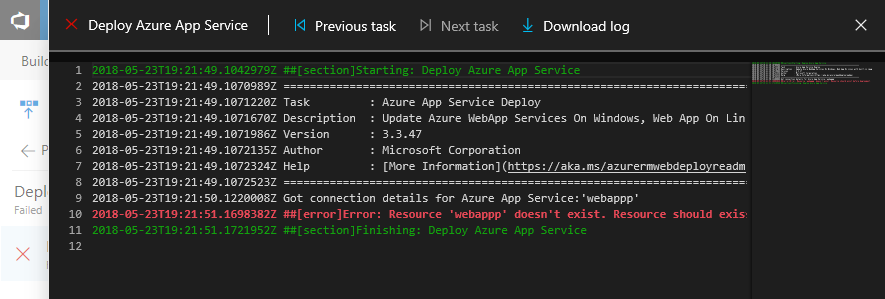 Deploy Azure App Service
Previous task
Next task
Download log
Build
P
Depl
Failed
1 2018-05-23T19:21:49.1042979Z ##[section]Starting: Deploy Azure App Service
2 2018-05-23T19:21:49.1070989Z ==============================================================================
3 2018-05-23T19:21:49.1071220Z Task         : Azure App Service Deploy
4 2018-05-23T19:21:49.1071670Z Description  : Update Azure WebApp Services On Windows, Web App On Lin
5 2018-05-23T19:21:49.1071986Z Version      : 3.3.47
6 2018-05-23T19:21:49.1072135Z Author       : Microsoft Corporation
7 2018-05-23T19:21:49.1072324Z Help         : [More Information](https://aka.ms/azurermwebdeployreadm
8 2018-05-23T19:21:49.1072523Z ==============================================================================
9 2018-05-23T19:21:50.1220008Z Got connection details for Azure App Service:'webappp'
10 2018-05-23T19:21:51.1698382Z ##[error]Error: Resource 'webappp' doesn't exist. Resource should exis
11 2018-05-23T19:21:51.1721952Z ##[section]Finishing: Deploy Azure App Service
12